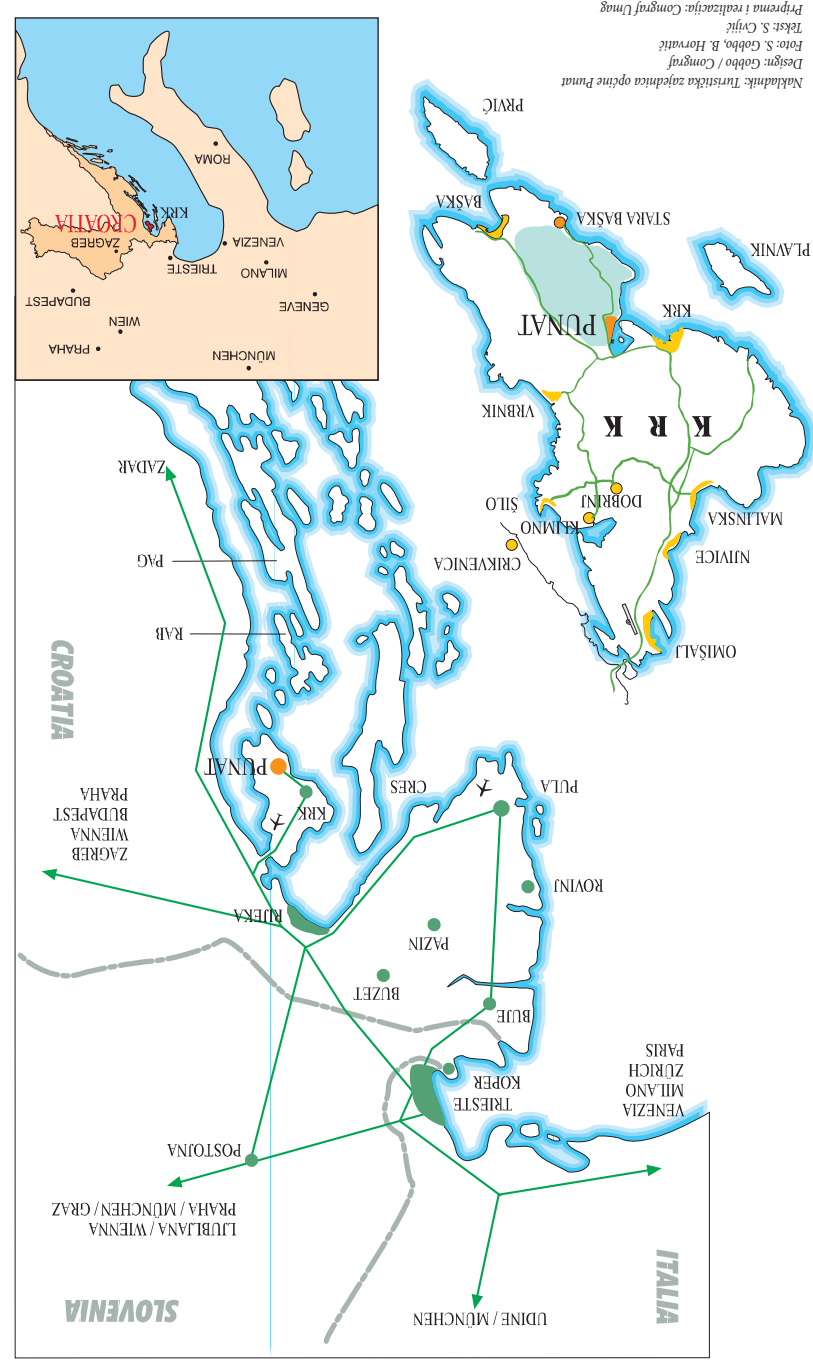 UDINE / MÜNCHEN
SLOVENIA
ITALIA
LJUBLJANA / WIENNA
PRAHA / MÜNCHEN / GRAZ
POSTOJNA
VENEZIA
MILANO
ZÜRICH
PARIS
TRIESTE
KOPER
BUJE
BUZET
PAZIN
RIJEKA
ROVINJ
ZAGREB
WIENNA
BUDAPEST
PRAHA
PULA
CRES
KRK
PUNAT
CROATIA
RAB
PAG
ZADAR
OMIŠALJ
NJIVICE
CRIKVENICA
MALINSKA
KLIMNO
ŠILO
DOBRINJ
K R K
VRBNIK
PUNAT
KRK
PLAVNIK
STARA BAŠKA
BAŠKA
PRVIĆ
MÜNCHEN
PRAHA
WIEN
GENEVE
BUDAPEST
MILANO
TRIESTE
VENEZIA
ZAGREB
CROATIA
KRK
ROMA
Nakladnik: Turistička zajednica općine Punat
Design: Gobbo / Comgraf
Foto: S. Gobbo, B. Horvatić
Tekst: S. Cvijić
Priprema i realizacija: Comgraf Umag